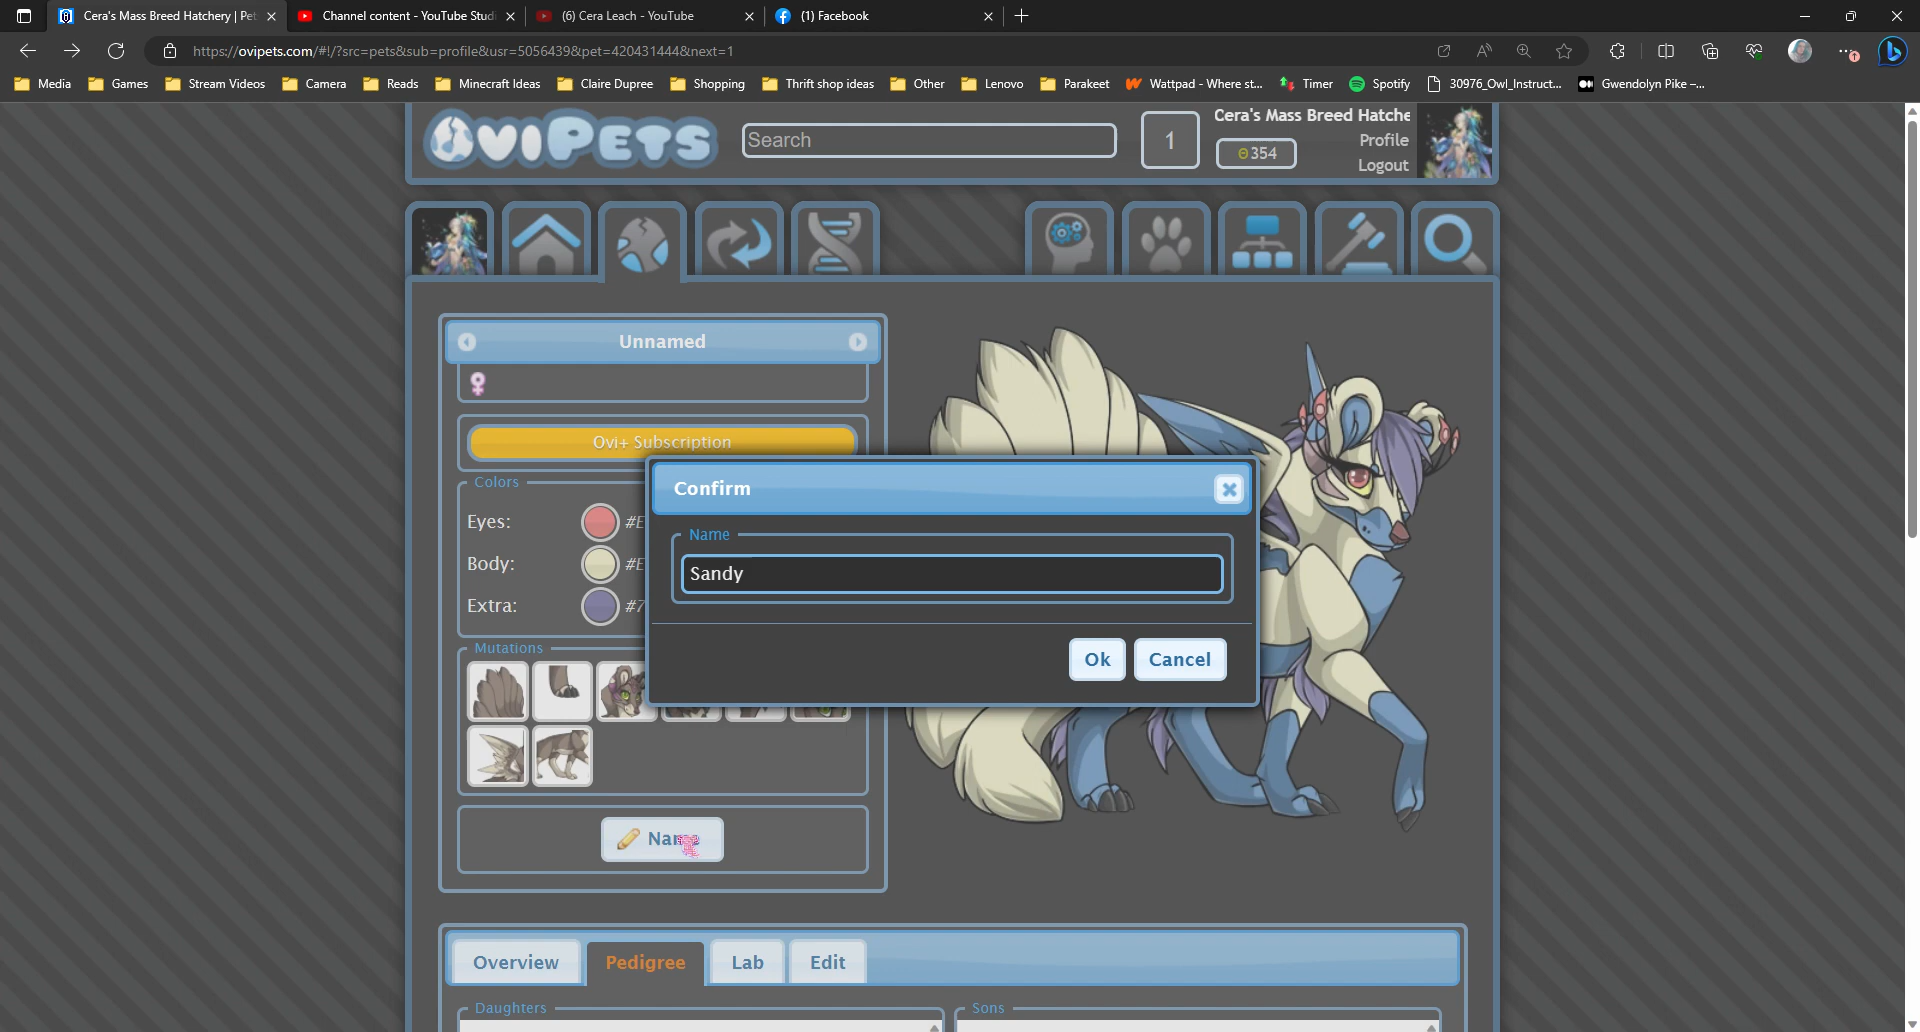 Cera's Mass Breed Hatchery | Pet
Channel content - YouTube Studi
(6) Cera Leach - YouTube
(1) Facebook
https://ovipets.com/#!/?src=pets&sub=profile&usr=5056439&pet=420431444&next=1
Media
Games
Stream Videos
Camera
Reads
Minecraft Ideas
Claire Dupree
Shopping
Thrift shop ideas
Other
Lenovo
Parakeet
Wattpad - Where st...
Timer
Spotify
30976_Owl_Instruct...
Gwendolyn Pike –...
OviPets
Search
1
Cera's Mass Breed Hatche
354
Profile
Logout
Unnamed
Ovi+ Subscription
Colors
Eyes:
#E
Body:
#E
Extra:
#7
Mutations
Confirm
Name
Sandy
Ok
Cancel
Overview
Pedigree
Lab
Edit
Daughters
Sons